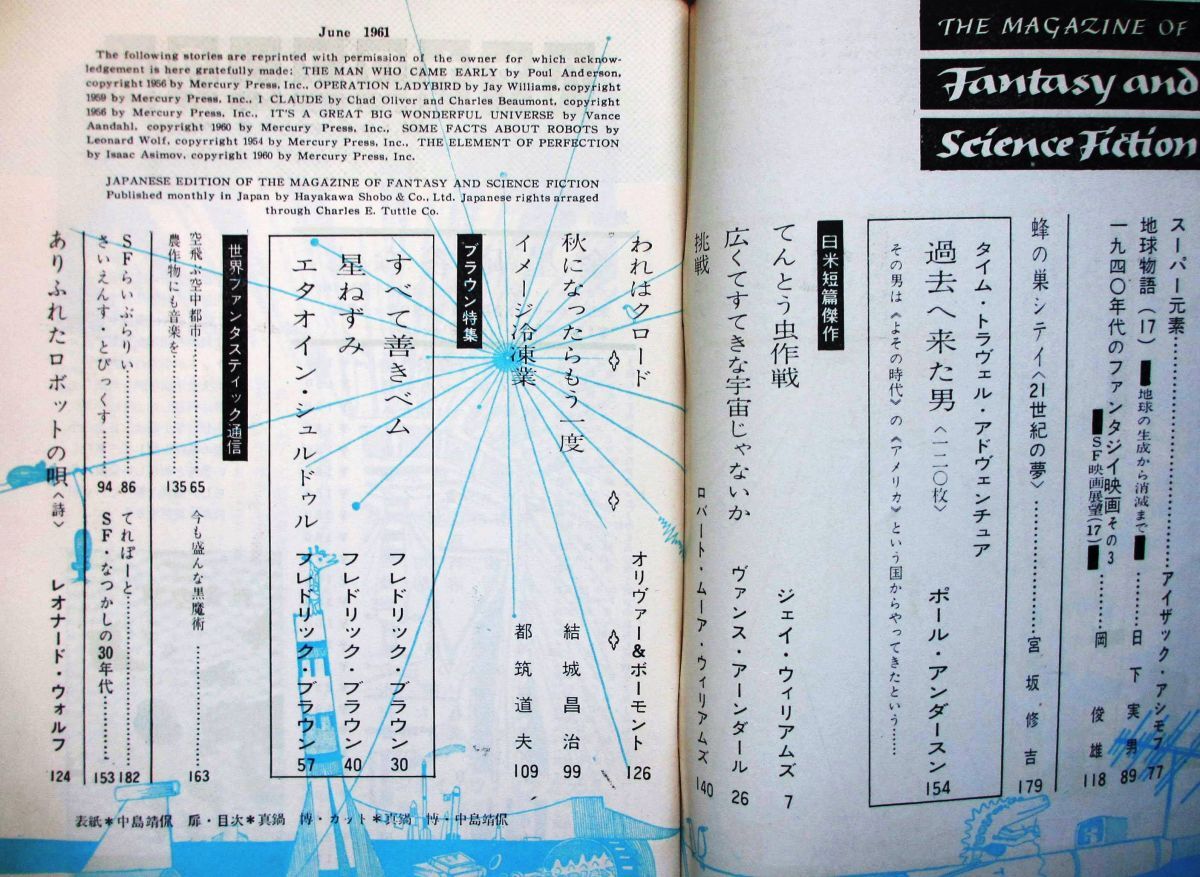 THE MAGAZINE OF
Fantasy and
Science Fiction
スーパー元素……アイザック・アシモフ 77
地球物語(17) ■地球の生成から消滅まで■……日下実男 89
一九四〇年代のファンタジイ映画その3 ■SF映画展望(17)■……岡俊雄 118
蜂の巣シティ〈21世紀の夢〉……宮坂修吉 179
タイム・トラヴェル・アドヴェンチュア
過去へ来た男〈一二〇枚〉 ポール・アンダースン 154
その男は《よその時代》の《アメリカ》という国からやってきたという……
日米短篇傑作
てんとう虫作戦 ジェイ・ウィリアムズ 7
広くてすてきな宇宙じゃないか ヴァンス・アーンダール 26
挑戦 ロバート・ムーア・ウィリアムズ 140
June 1961
The following stories are reprinted with permission of the owner for which acknow-
ledgement is here gratefully made: THE MAN WHO CAME EARLY by Poul Anderson,
copyright 1956 by Mercury Press, Inc., OPERATION LADYBIRD by Jay Williams, copyright
1959 by Mercury Press, Inc., I CLAUDE by Chad Oliver and Charles Beaumont, copyright
1956 by Mercury Press, Inc., IT'S A GREAT BIG WONDERFUL UNIVERSE by Vance
Aandahl, copyright 1960 by Mercury Press, Inc., SOME FACTS ABOUT ROBOTS by
Leonard Wolf, copyrright 1954 by Mercury Press, Inc., THE ELEMENT OF PERFECTION
by Isaac Asimov, copyright 1960 by Mercury Press, Inc.
JAPANESE EDITION OF THE MAGAZINE OF FANTASY AND SCIENCE FICTION
Published monthly in Japan by Hayakawa Shobo & Co., Ltd. Japanese rights arraged
through Charles E. Tuttle Co.
われはクロード オリヴァー&ボーモント 126
秋になったらもう一度 結城昌治 99
イメージ冷凍業 都筑道夫 109
ブラウン特集
すべて善きベム フレドリック・ブラウン 30
星ねずみ フレドリック・ブラウン 40
エタオイン・シュルドゥル フレドリック・ブラウン 57
世界ファンタスティック通信
空飛ぶ空中都市……65
今も盛んな黒魔術……163
農作物にも音楽を……135
SFらいぶらりい……86
てれぽーと……182
さいえんす・とぴっくす……94
SF・なつかしの30年代……153
ありふれたロボットの唄〈詩〉 レオナード・ウォルフ 124
表紙*中島靖侃 扉・目次*真鍋 博・カット*真鍋 博・中島靖侃